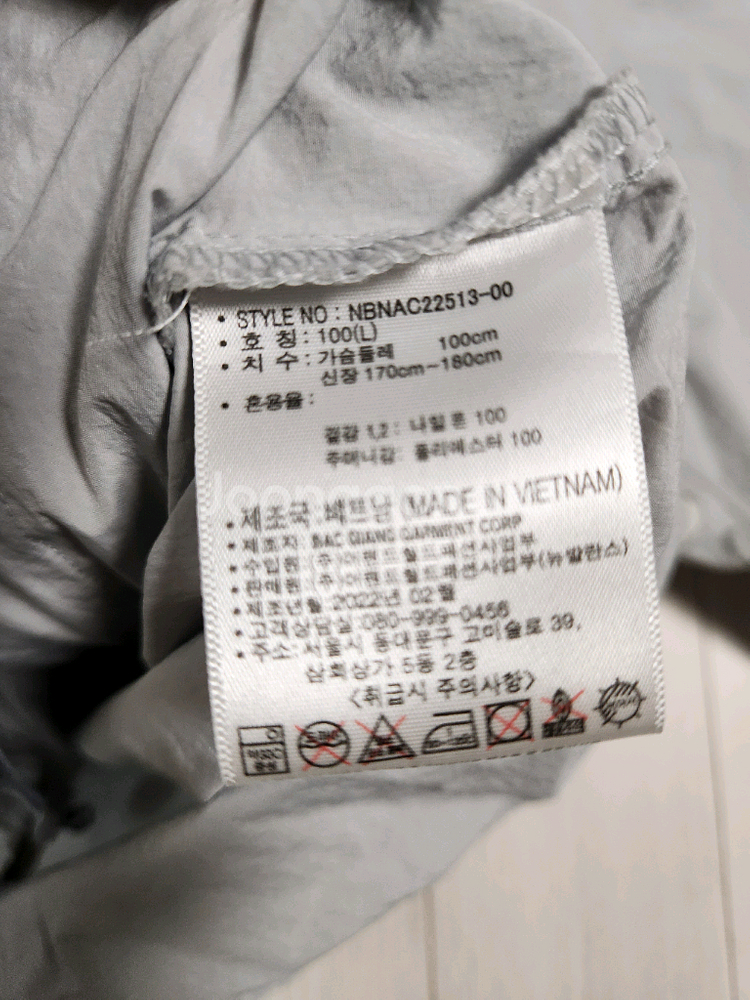 • STYLE NO : NBNAC22513-00
• 호 칭 : 100(L)
• 치 수 : 가슴둘레 100cm
신장 170cm~180cm
• 혼용율 :
겉감 1,2 : 나일론 100
주머니감 : 폴리에스터 100
• 제조국 : 베트남 (MADE IN VIETNAM)
• 제조자 : BAC GIANG GARMENT CORP
• 수입원 : (주)이랜드월드패션사업부
• 판매원 : (주)이랜드월드패션사업부(뉴발란스)
• 제조년월 : 2022년 02월
• 고객상담실 : 080-999-0456
• 주소 : 서울시 동대문구 고미술로 39,
삼희상가 5동 2층
<취급시 주의사항>